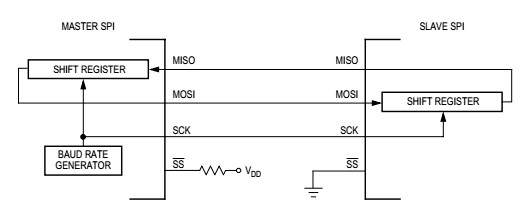 MASTER SPI
SLAVE SPI
MISO
MISO
SHIFT REGISTER
MOSI
MOSI
SHIFT REGISTER
SCK
SCK
BAUD RATE
GENERATOR
SS
VDD
SS